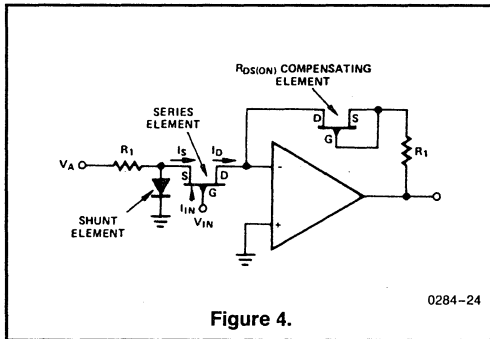 R_DS(ON) COMPENSATING
ELEMENT
D
S
G
SERIES
ELEMENT
R1
I_S
I_D
V_A
S
D
G
I_IN
V_IN
SHUNT
ELEMENT
-
+
R1
0284-24
Figure 4.